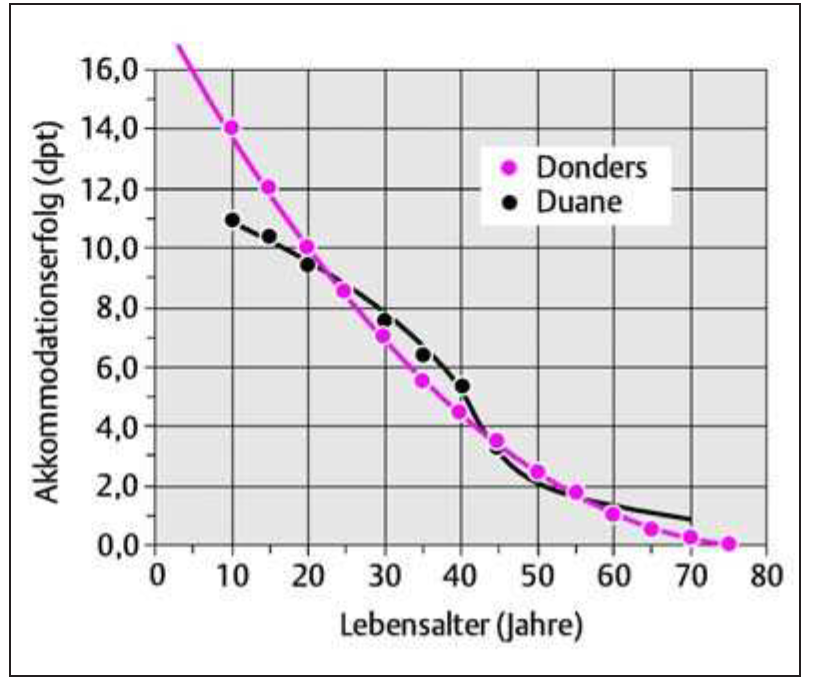 Akkommodationserfolg (dpt)
16,0
14,0
12,0
10,0
8,0
6,0
4,0
2,0
0,0
Donders
Duane
0 10 20 30 40 50 60 70 80
Lebensalter (Jahre)